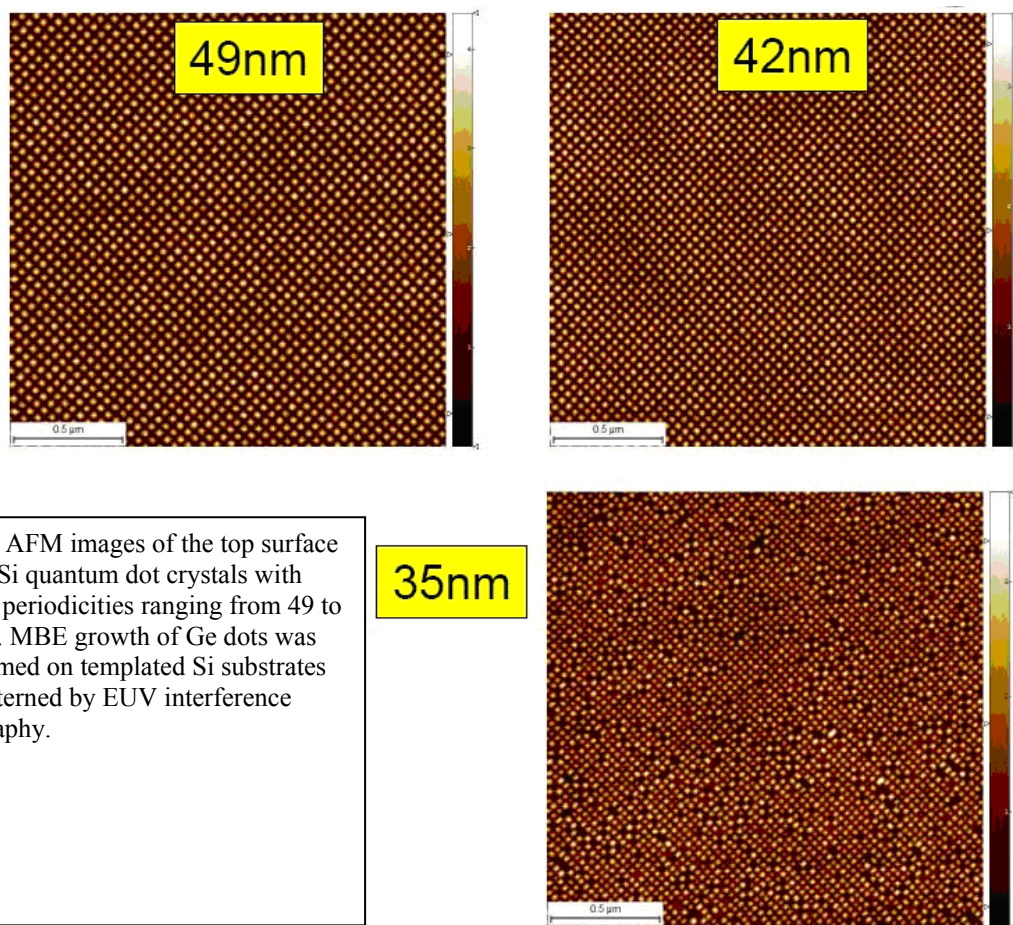 49nm
42nm
0.5 µm
0.5 µm
AFM images of the top surface
Si quantum dot crystals with
periodicities ranging from 49 to
MBE growth of Ge dots was
med on templated Si substrates
terned by EUV interference
aphy.
35nm
0.5 µm